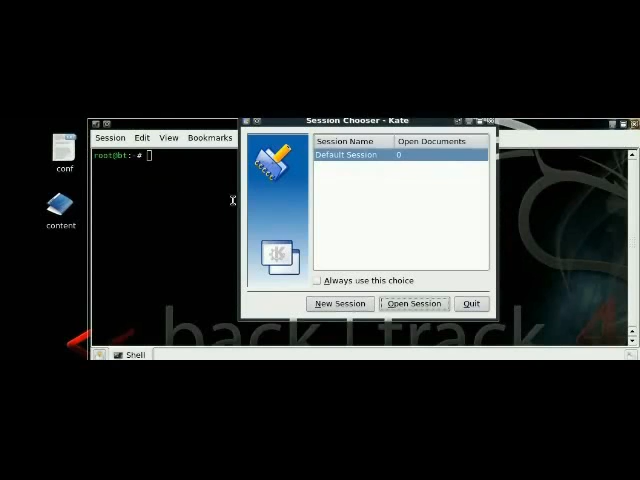 Session Chooser - Kate
Session Edit View Bookmarks
Session Name Open Documents
root@bt:~#
Default Session 0
conf
content
Always use this choice
New Session Open Session Quit
back | track 4
Shell